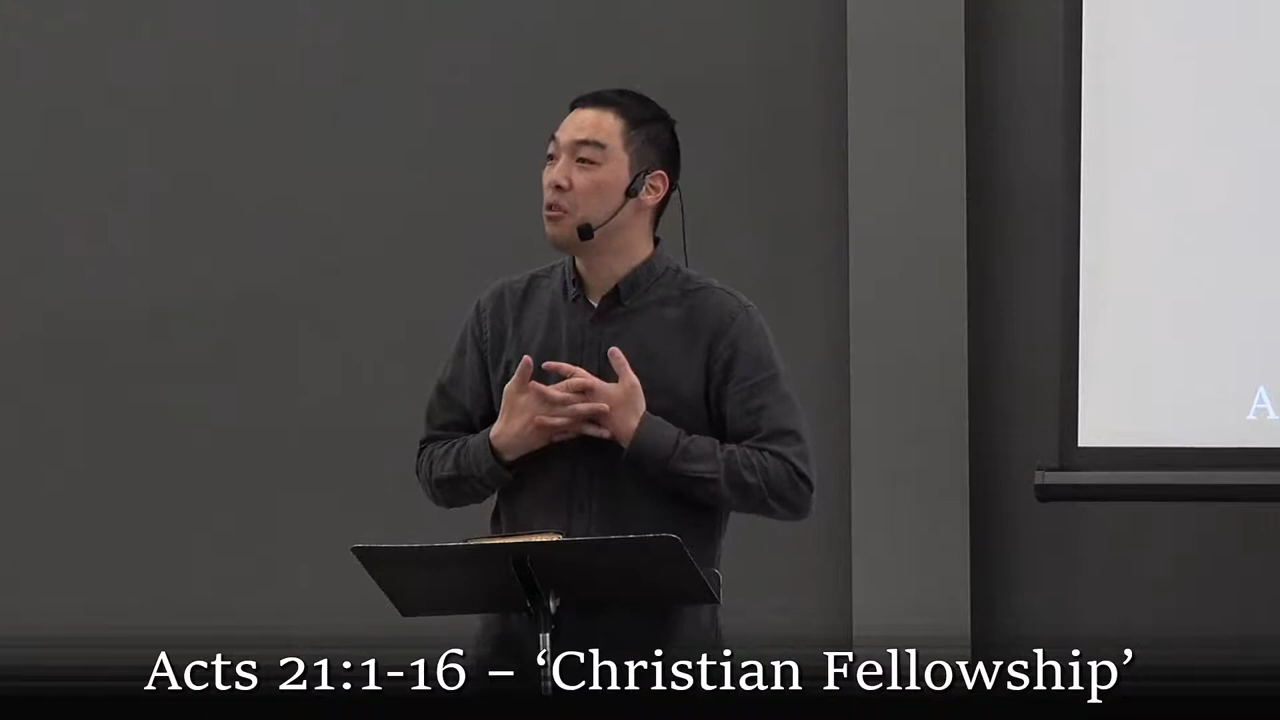 A
Acts 21:1-16 – ‘Christian Fellowship’